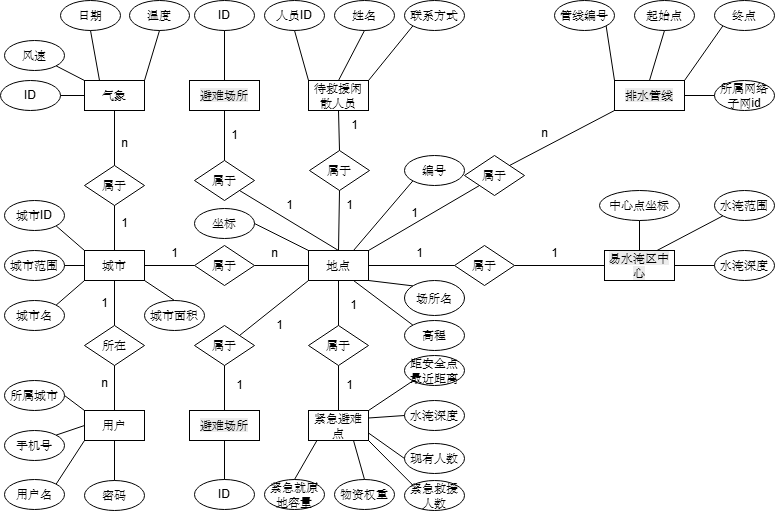 日期
温度
ID
人员ID
姓名
联系方式
管线编号
起始点
终点
风速
ID
气象
避难场所
待救援闲
散人员
排水管线
所属网络
子网id
n
1
1
n
属于
属于
属于
编号
属于
1
1
1
1
城市ID
坐标
中心点坐标
水淹范围
城市范围
城市
1
属于
n
地点
1
属于
1
易水淹区中
心
水淹深度
城市名
1
城市面积
1
1
场所名
高程
所在
属于
属于
距安全点
最近距离
n
1
1
所属城市
用户
避难场所
紧急避难
点
水淹深度
手机号
现有人数
用户名
密码
ID
紧急就原
地容量
物资权重
紧急救援
人数